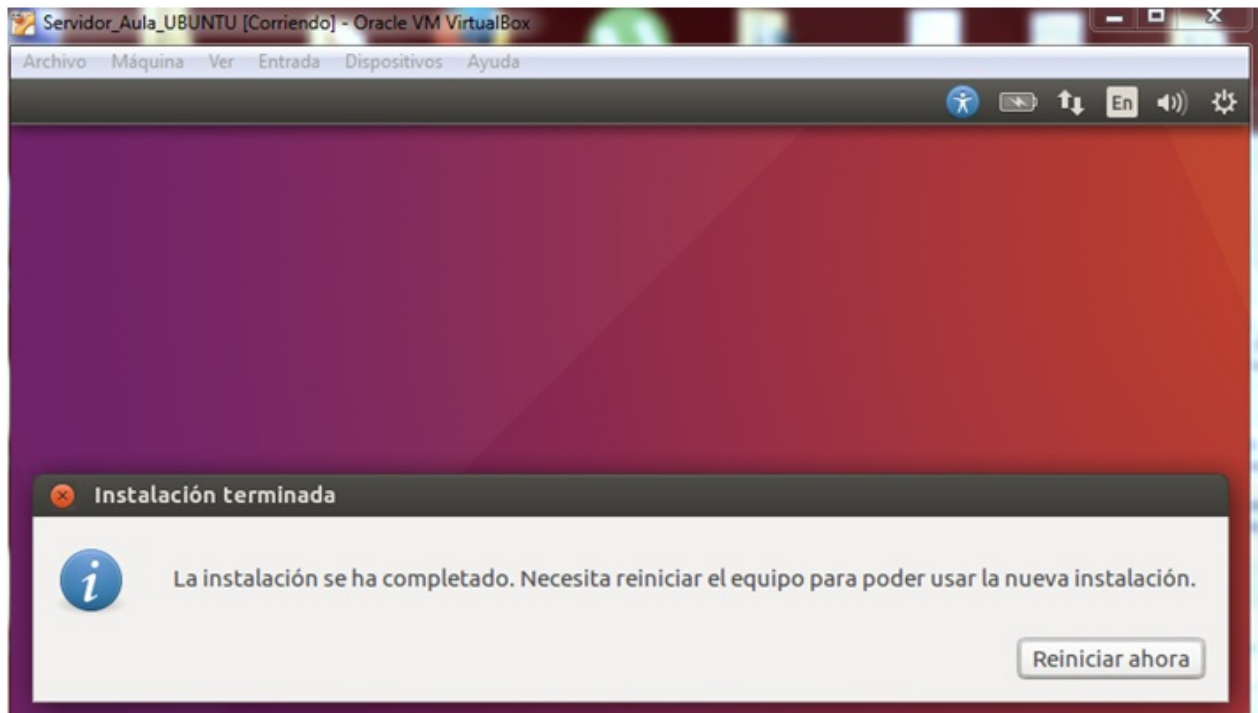 Servidor_Aula_UBUNTU [Corriendo] - Oracle VM VirtualBox
Archivo Máquina Ver Entrada Dispositivos Ayuda
En
Instalación terminada
La instalación se ha completado. Necesita reiniciar el equipo para poder usar la nueva instalación.
Reiniciar ahora